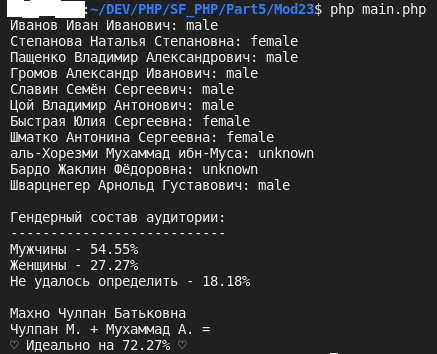 :~/DEV/PHP/SF_PHP/Part5/Mod23$ php main.php
Иванов Иван Иванович: male
Степанова Наталья Степановна: female
Пащенко Владимир Александрович: male
Громов Александр Иванович: male
Славин Семён Сергеевич: male
Цой Владимир Антонович: male
Быстрая Юлия Сергеевна: female
Шматко Антонина Сергеевна: female
аль-Хорезми Мухаммад ибн-Муса: unknown
Бардо Жаклин Фёдоровна: unknown
Шварцнегер Арнольд Густавович: male
Гендерный состав аудитории:
---------------------------
Мужчины - 54.55%
Женщины - 27.27%
Не удалось определить - 18.18%
Махно Чулпан Батьковна
Чулпан М. + Мухаммад А. =
♡ Идеально на 72.27% ♡